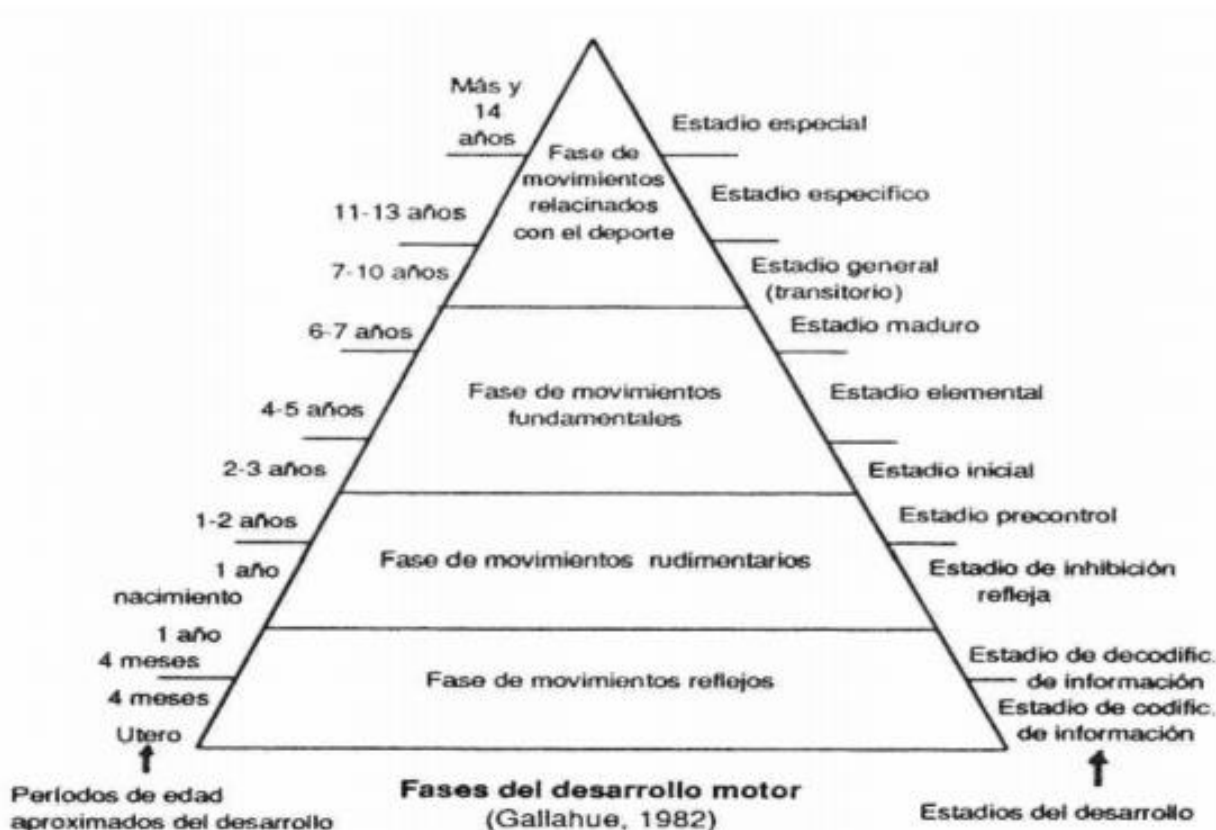 Más y
14
años
Estadio especial
Fase de
movimientos
relacinados
con el deporte
Estadio especifico
11-13 años
7-10 años
Estadio general
(transitorio)
6-7 años
Estadio maduro
Fase de movimientos
fundamentales
Estadio elemental
4-5 años
2-3 años
Estadio inicial
1-2 años
Estadio precontrol
Fase de movimientos rudimentarios
1 año
nacimiento
Estadio de inhibición
refleja
1 año
4 meses
Fase de movimientos reflejos
Estadio de decodific.
de información
4 meses
Utero
Estadio de codific.
de información
Períodos de edad
aproximados del desarrollo
Fases del desarrollo motor
(Gallahue, 1982)
Estadios del desarrollo